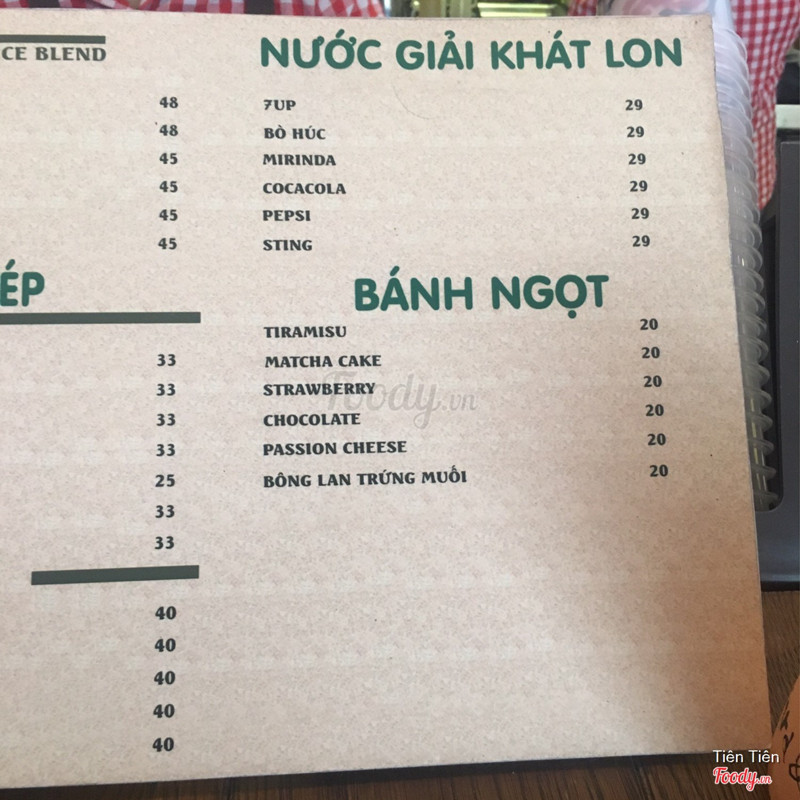 CE BLEND
48
48
45
45
45
45
ÉP
33
33
33
33
25
33
33
40
40
40
40
40
NƯỚC GIẢI KHÁT LON
7UP 29
BÒ HÚC 29
MIRINDA 29
COCACOLA 29
PEPSI 29
STING 29
BÁNH NGỌT
TIRAMISU 20
MATCHA CAKE 20
STRAWBERRY 20
CHOCOLATE 20
PASSION CHEESE 20
BÔNG LAN TRỨNG MUỐI 20
Foody.vn
Tiên Tiên
Foody.vn